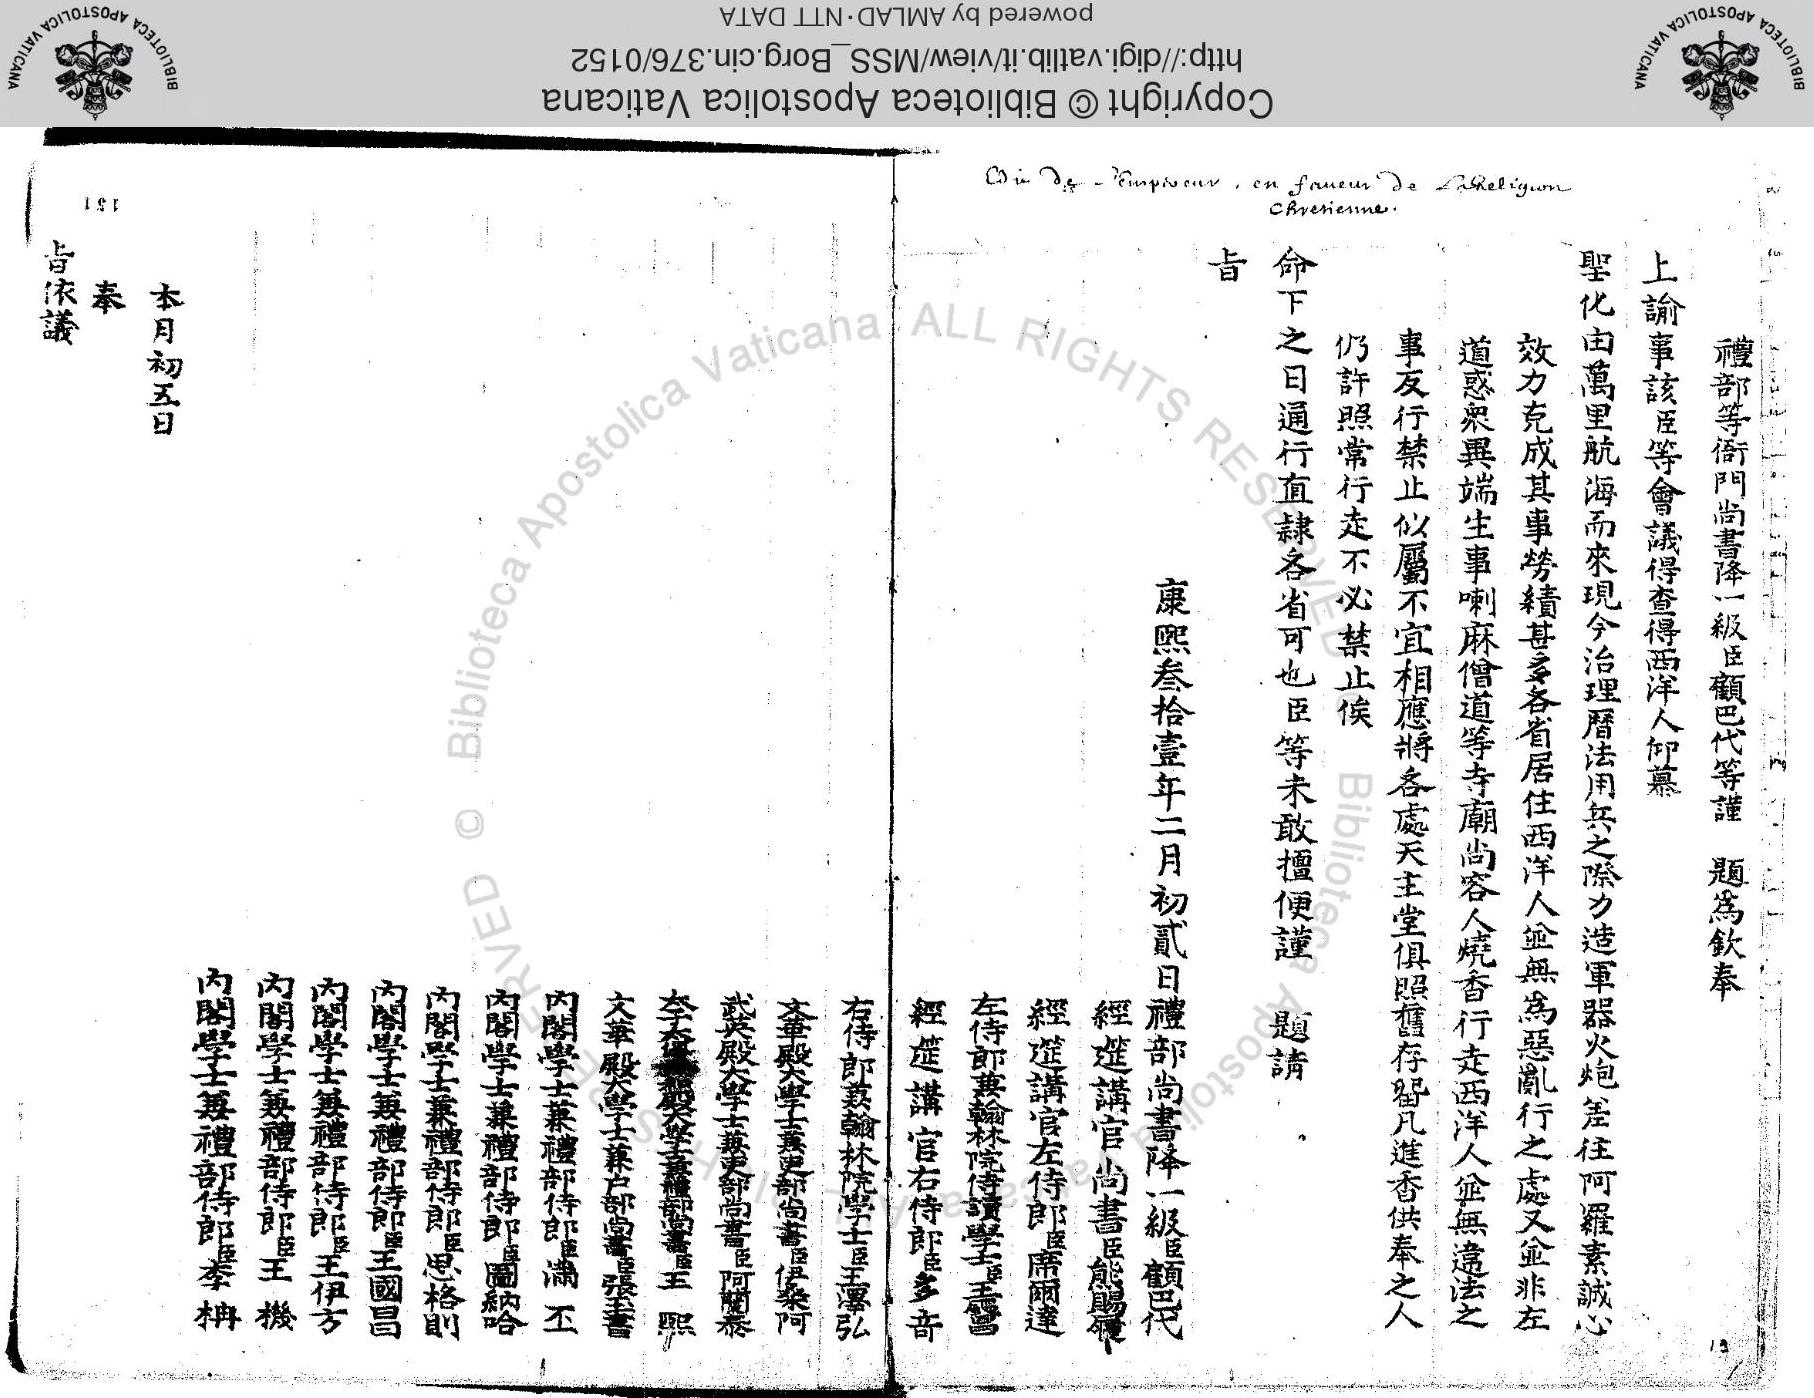 Copyright © Biblioteca Apostolica Vaticana
http://digi.vatlib.it/view/MSS_Borg.cin.376/0152
powered by AMLAD·NTT DATA
BIBLIOTECA APOSTOLICA VATICANA
BIBLIOTECA APOSTOLICA VATICANA
de l'empereur, en faueur de la Religion
Chretienne.
禮部等衙門尚書降一級臣顧巴代等謹 題為欽奉
上諭事該臣等會議得查得西洋人仰慕
聖化由萬里航海而來現今治理曆法用兵之際力造軍器火炮差往阿羅素誠心
效力克成其事勞績甚多各省居住西洋人並無為惡亂行之處又並非左
道惑衆異端生事喇麻僧道等寺廟尚容人燒香行走西洋人並無違法之
事反行禁止似屬不宜相應將各處天主堂俱照舊存留凡進香供奉之人
仍許照常行走不必禁止俟
命下之日通行直隸各省可也臣等未敢擅便謹 題請
旨
康熙叁拾壹年二月初貳日禮部尚書降一級臣顧巴代
經筵講官尚書臣熊賜履
經筵講官左侍郎臣席爾達
左侍郎兼翰林院侍讀學士臣王
經筵講官右侍郎臣多音
右侍郎兼翰林院學士臣王澤弘
文華殿大學士兼吏部尚書臣伊桑阿
武英殿大學士兼吏部尚書臣阿蘭泰
殿大學士兼禮部尚書臣王 熙
文華殿大學士兼户部尚書臣張玉書
內閣學士兼禮部侍郎臣滿 丕
內閣學士兼禮部侍郎臣圖納哈
內閣學士兼禮部侍郎臣思格則
內閣學士兼禮部侍郎臣王國昌
內閣學士兼禮部侍郎臣王伊方
內閣學士兼禮部侍郎臣王 機
內閣學士兼禮部侍郎臣李 柟
本月初五日
奉
旨依議
151
Biblioteca Apostolica Vaticana ALL RIGHTS RESERVED ©